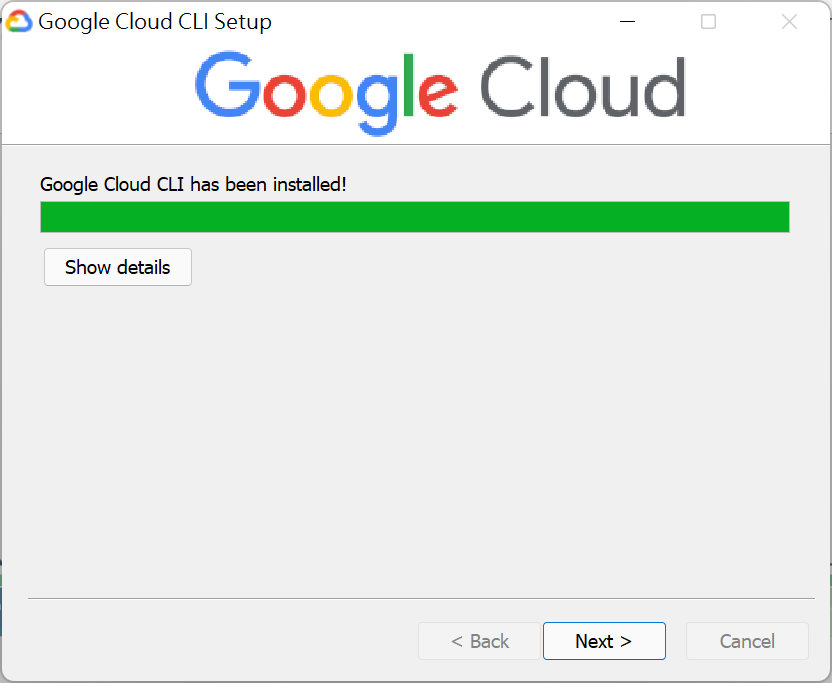 Google Cloud CLI Setup
Google Cloud
Google Cloud CLI has been installed!
Show details
< Back
Next >
Cancel